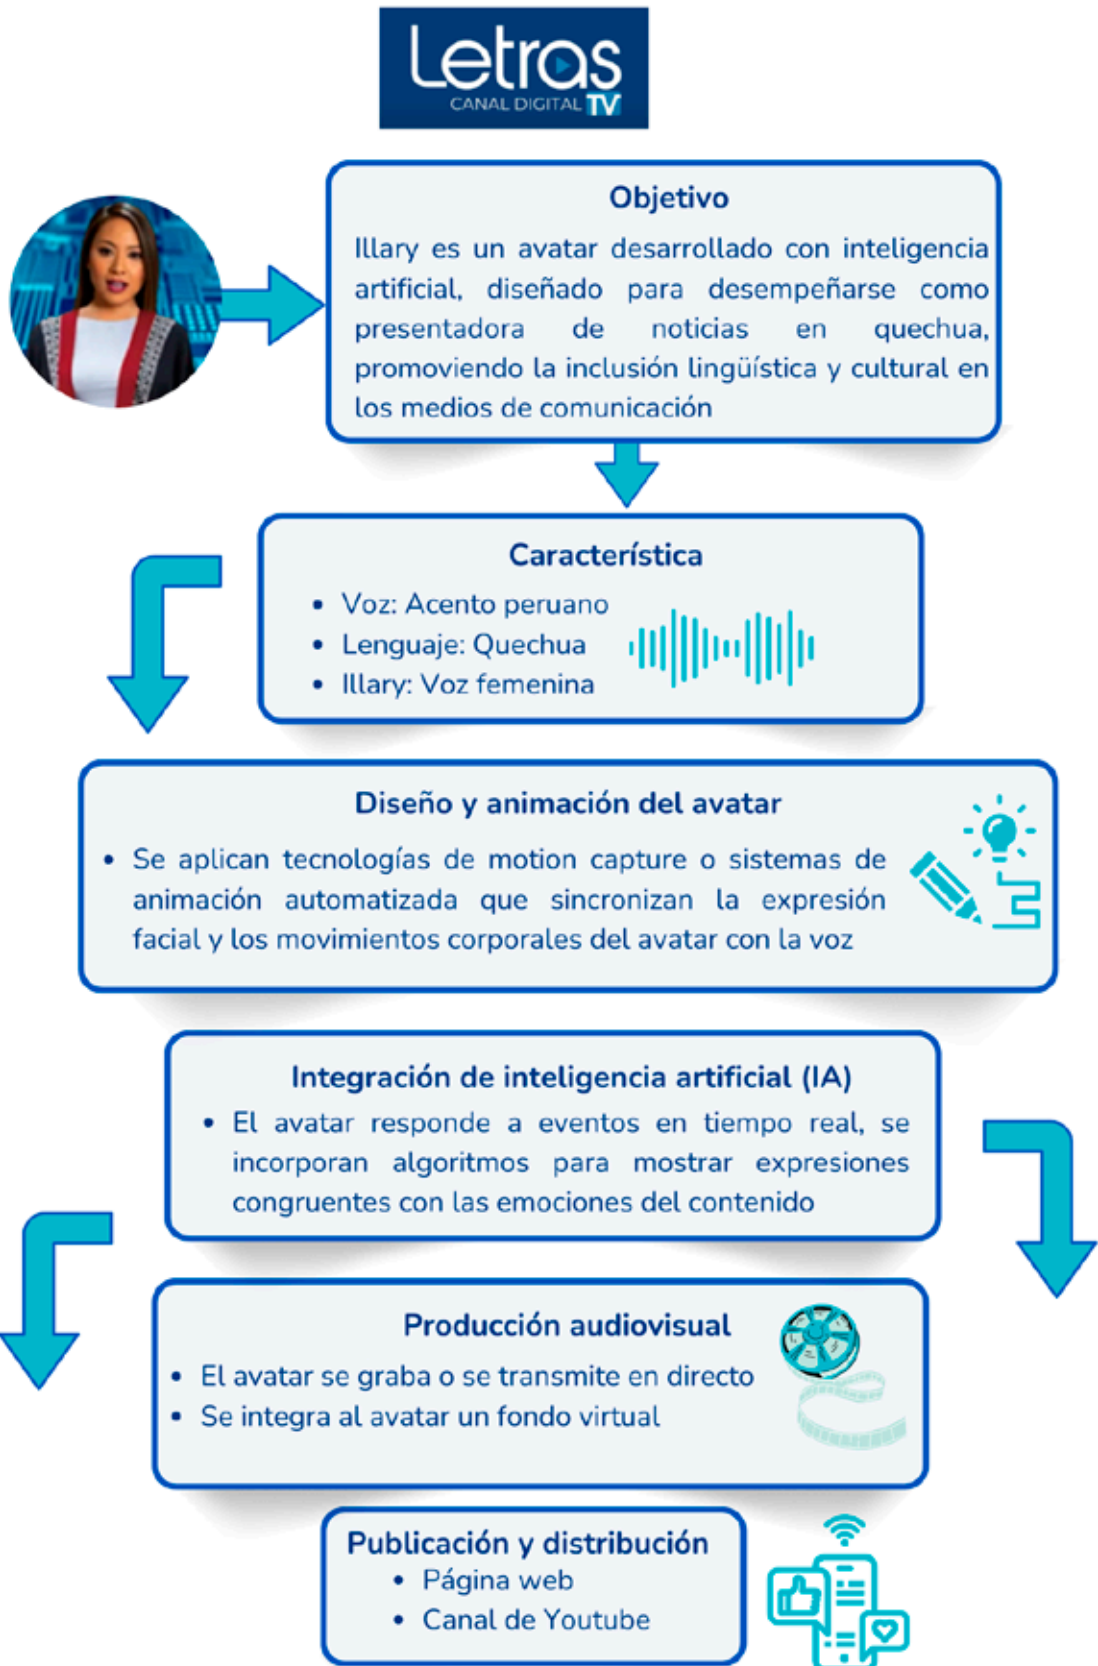 Letras
CANAL DIGITAL TV
Objetivo
Illary es un avatar desarrollado con inteligencia
artificial, diseñado para desempeñarse como
presentadora de noticias en quechua,
promoviendo la inclusión lingüística y cultural en
los medios de comunicación
Característica
• Voz: Acento peruano
• Lenguaje: Quechua
• Illary: Voz femenina
Diseño y animación del avatar
• Se aplican tecnologías de motion capture o sistemas de
animación automatizada que sincronizan la expresión
facial y los movimientos corporales del avatar con la voz
Integración de inteligencia artificial (IA)
• El avatar responde a eventos en tiempo real, se
incorporan algoritmos para mostrar expresiones
congruentes con las emociones del contenido
Producción audiovisual
• El avatar se graba o se transmite en directo
• Se integra al avatar un fondo virtual
Publicación y distribución
• Página web
• Canal de Youtube